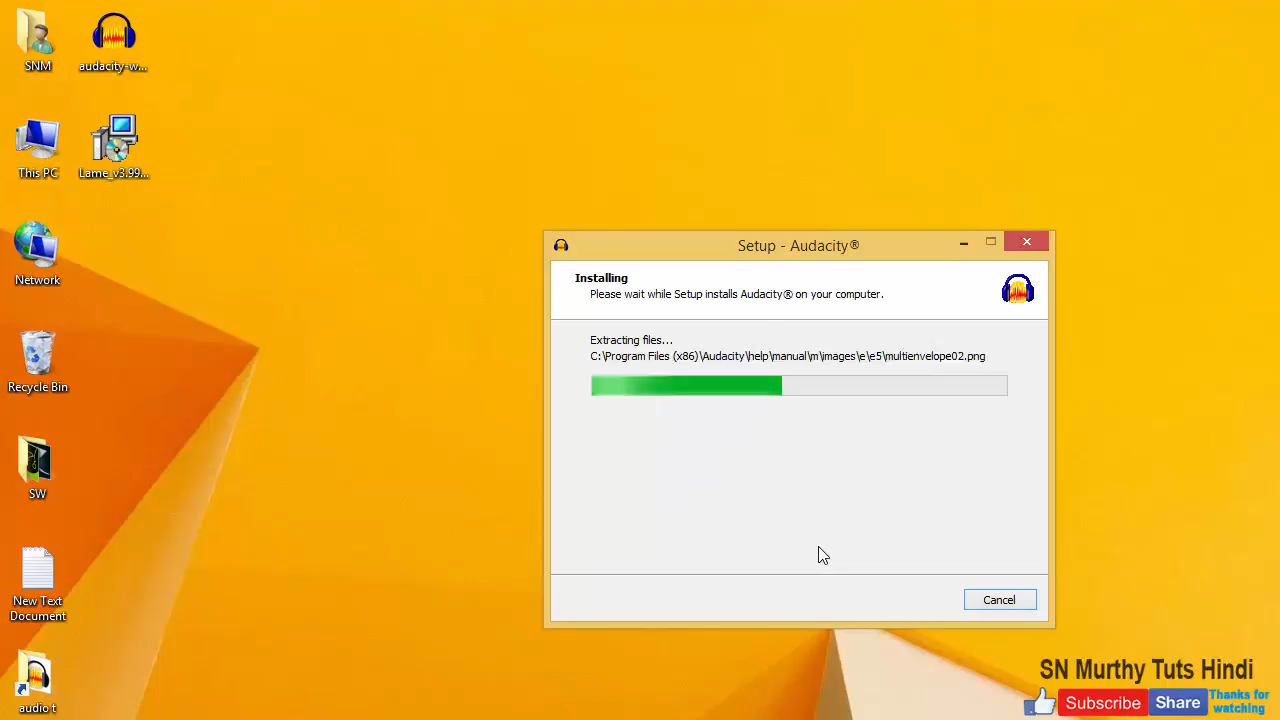 SNM
audacity-w...
This PC
Lame_v3.99...
Network
Recycle Bin
SW
New Text
Document
audio t
Setup - Audacity®
Installing
Please wait while Setup installs Audacity® on your computer.
Extracting files...
C:\Program Files (x86)\Audacity\help\manual\m\images\e\e5\multienvelope02.png
Cancel
SN Murthy Tuts Hindi
Subscribe Share Thanks for
watching